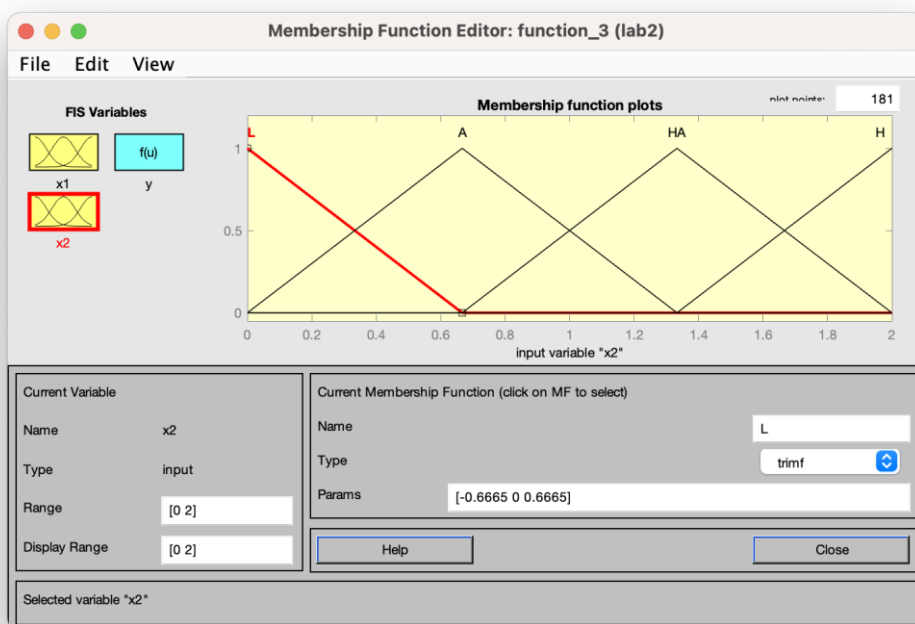 Membership Function Editor: function_3 (lab2)
File Edit View
FIS Variables
f(u)
x1
y
x2
Membership function plots
plot points:
181
L
A
HA
H
1
0.5
0
0
0.2
0.4
0.6
0.8
1
1.2
1.4
1.6
1.8
2
input variable "x2"
Current Variable
Name
x2
Type
input
Range
[0 2]
Display Range
[0 2]
Current Membership Function (click on MF to select)
Name
L
Type
trimf
Params
[-0.6665 0 0.6665]
Help
Close
Selected variable "x2"